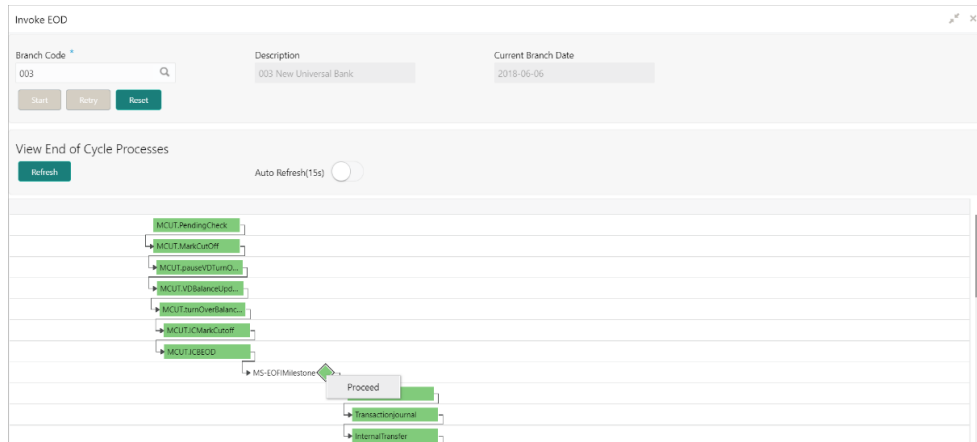 Invoke EOD
Branch Code *
Description
Current Branch Date
003
003 New Universal Bank
2018-06-06
Start
Retry
Reset
View End of Cycle Processes
Refresh
Auto Refresh(15s)
MCUT.PendingCheck
MCUT.MarkCutOff
MCUT.pauseVDTurnO...
MCUT.VDBalanceUpd...
MCUT.turnOverBalanc...
MCUT.ICMarkCutoff
MCUT.ICBEOD
MS-EOFIMilestone
Proceed
Transactionjournal
InternalTransfer